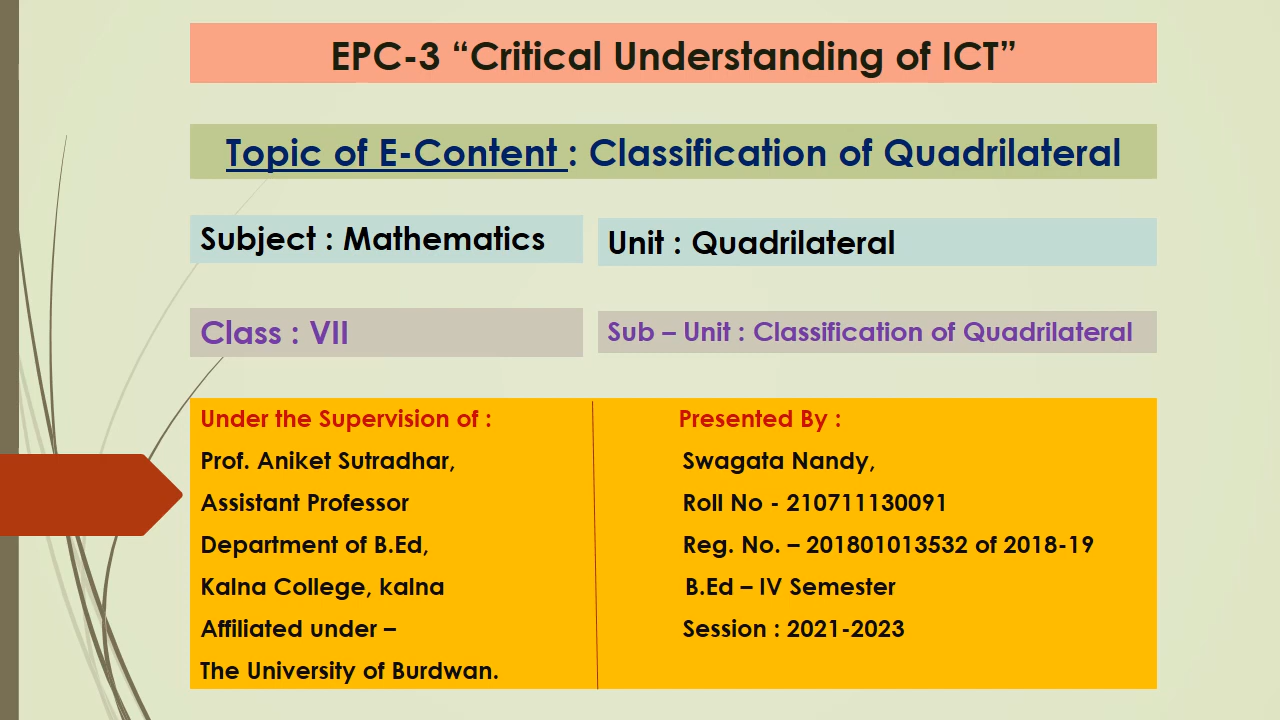 EPC-3 “Critical Understanding of ICT”
Topic of E-Content : Classification of Quadrilateral
Subject : Mathematics
Unit : Quadrilateral
Class : VII
Sub – Unit : Classification of Quadrilateral
Under the Supervision of :
Prof. Aniket Sutradhar,
Assistant Professor
Department of B.Ed,
Kalna College, kalna
Affiliated under –
The University of Burdwan.
Presented By :
Swagata Nandy,
Roll No - 210711130091
Reg. No. – 201801013532 of 2018-19
B.Ed – IV Semester
Session : 2021-2023